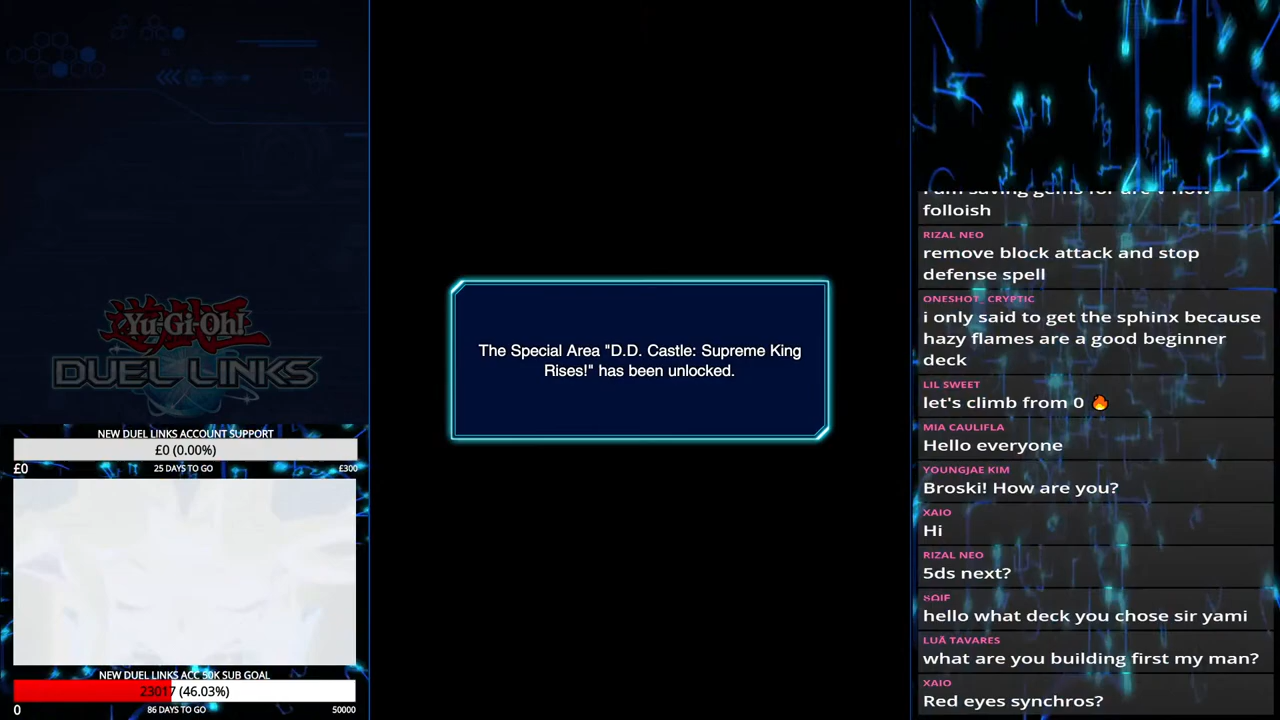 Yu-Gi-Oh!
DUEL LINKS
NEW DUEL LINKS ACCOUNT SUPPORT
£0 (0.00%)
£0
25 DAYS TO GO
£300
NEW DUEL LINKS ACC 50K SUB GOAL
23017 (46.03%)
0
86 DAYS TO GO
50000
The Special Area "D.D. Castle: Supreme King
Rises!" has been unlocked.
folloish
RIZAL NEO
remove block attack and stop
defense spell
ONESHOT_CRYPTIC
i only said to get the sphinx because
hazy flames are a good beginner
deck
LIL SWEET
let's climb from 0 🔥
MIA CAULIFLA
Hello everyone
YOUNGJAE KIM
Broski! How are you?
XAIO
Hi
RIZAL NEO
5ds next?
hello what deck you chose sir yami
LUÃ TAVARES
what are you building first my man?
XAIO
Red eyes synchros?